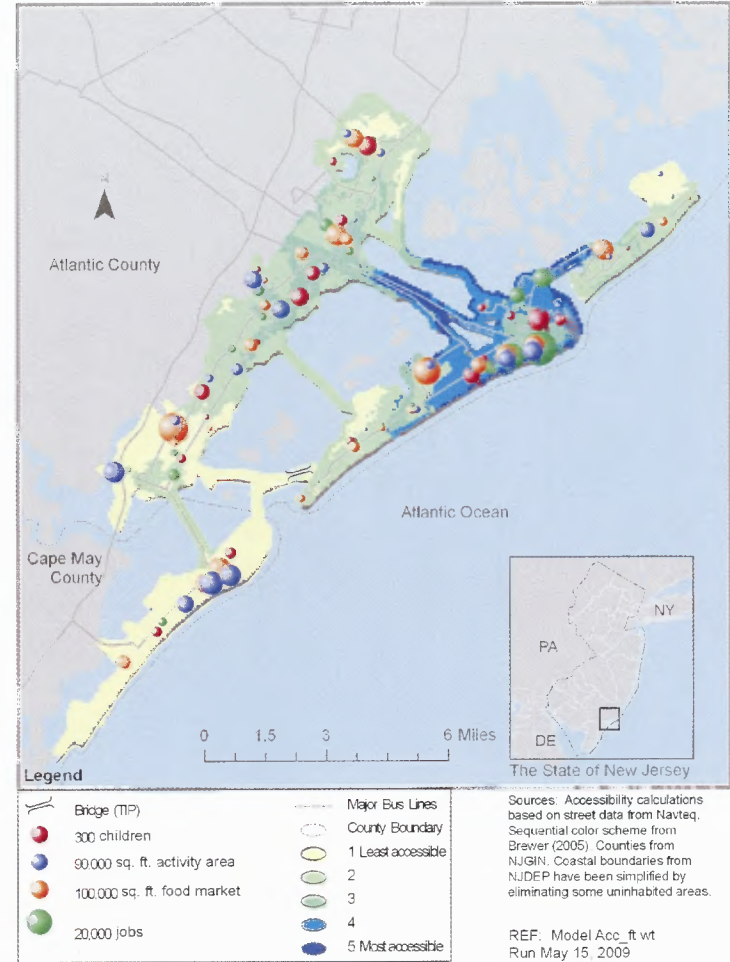 Atlantic County
Atlantic Ocean
Cape May
County
NY
PA
DE
0 1.5 3 6 Miles
The State of New Jersey
Legend
Bridge (TIP)
300 children
90,000 sq. ft. activity area
100,000 sq. ft. food market
20,000 jobs
Major Bus Lines
County Boundary
1 Least accessible
2
3
4
5 Most accessible
Sources: Accessibility calculations
based on street data from Navteq.
Sequential color scheme from
Brewer (2005). Counties from
NJGIN. Coastal boundaries from
NJDEP have been simplified by
eliminating some uninhabited areas.
REF: Model Acc_ft wt
Run May 15, 2009